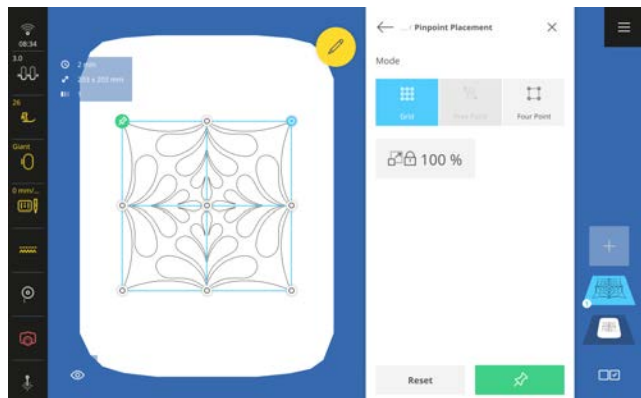 08:34
3.0
26
Giant
0 mm/...
2 min
203 x 203 mm
1
... / Pinpoint Placement
Mode
Grid
Free Point
Four Point
100 %
Reset